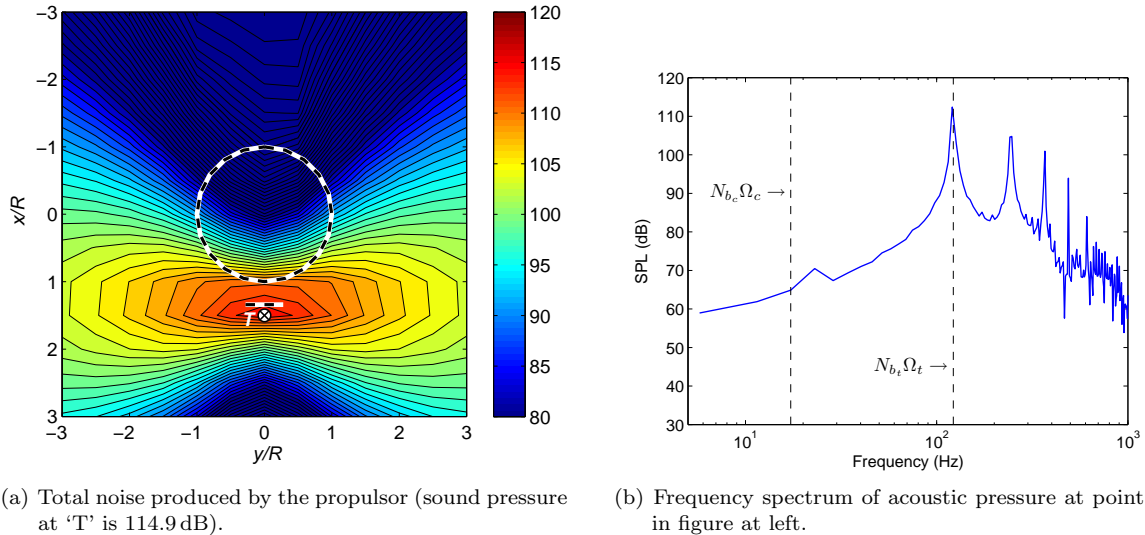 −3
−2
−1
0
1
2
3
x/R
−3 −2 −1 0 1 2 3
y/R
T
120
115
110
105
100
95
90
85
80
120
110
100
90
80
70
60
50
40
30
SPL (dB)
10^1 10^2 10^3
Frequency (Hz)
N_{b_c}Ω_c →
N_{b_t}Ω_t →
(a) Total noise produced by the propulsor (sound pressure
at ‘T’ is 114.9 dB).
(b) Frequency spectrum of acoustic pressure at point
in figure at left.